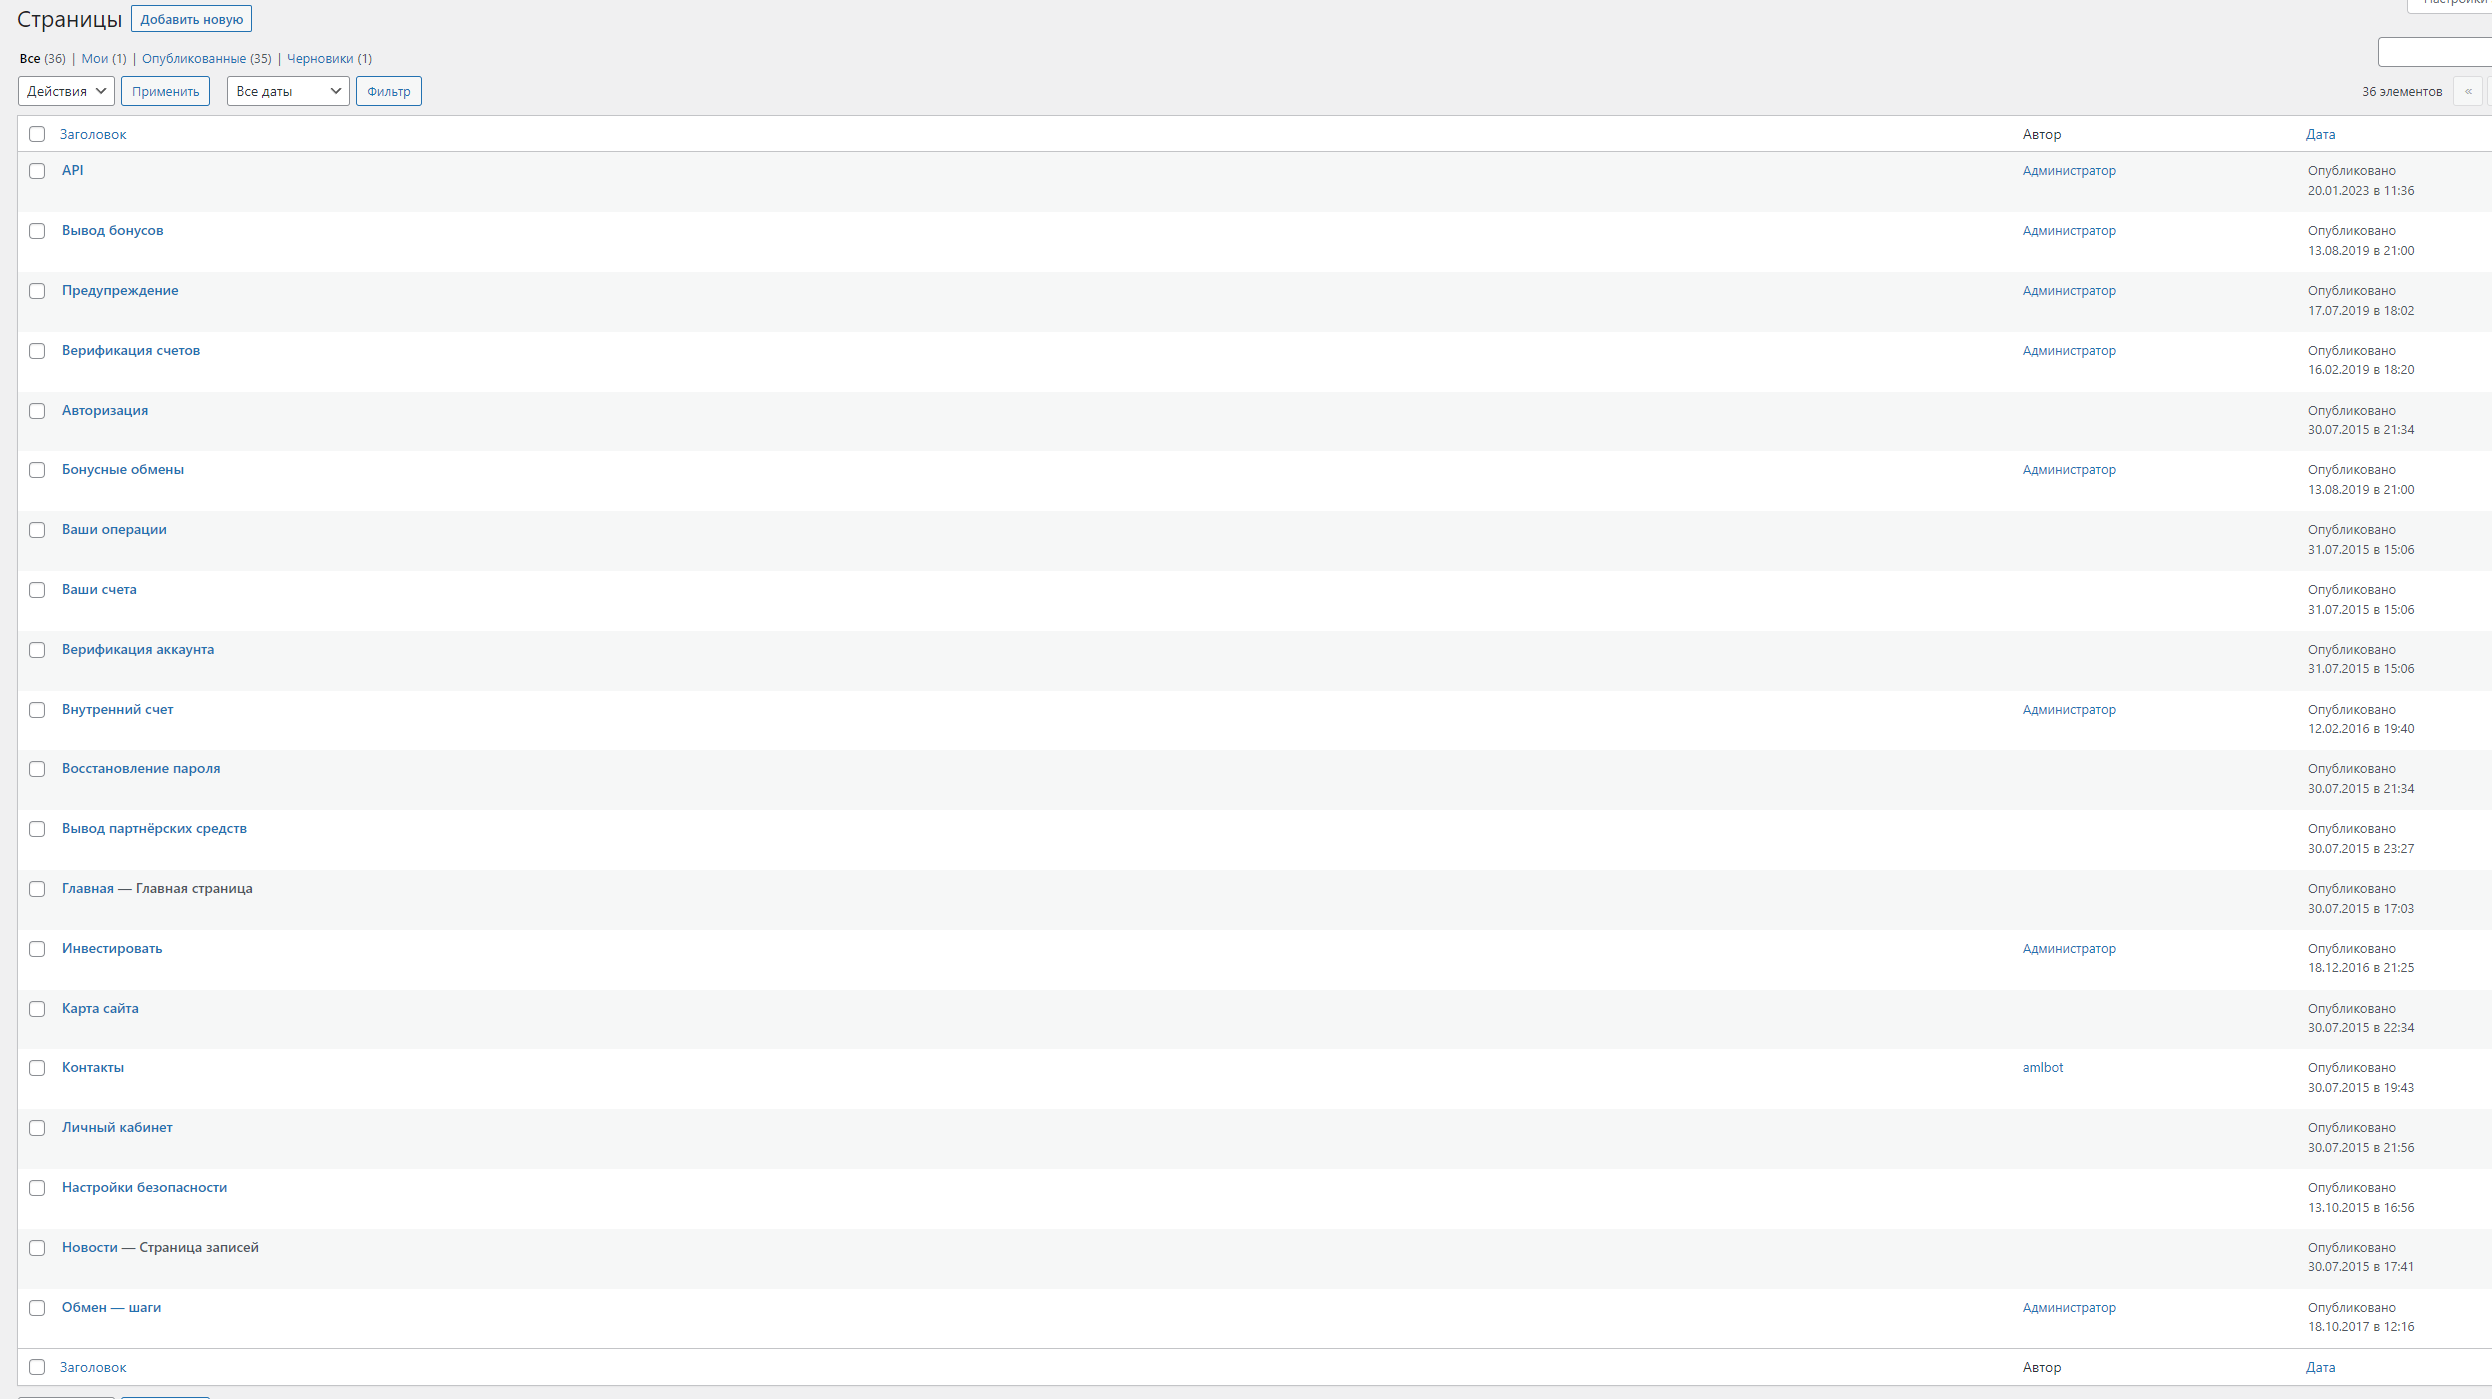 Страницы Добавить новую
Все (36) | Мои (1) | Опубликованные (35) | Черновики (1)
Действия Применить Все даты Фильтр 36 элементов «
Заголовок Автор Дата
API Администратор Опубликовано
20.01.2023 в 11:36
Вывод бонусов Администратор Опубликовано
13.08.2019 в 21:00
Предупреждение Администратор Опубликовано
17.07.2019 в 18:02
Верификация счетов Администратор Опубликовано
16.02.2019 в 18:20
Авторизация Опубликовано
30.07.2015 в 21:34
Бонусные обмены Администратор Опубликовано
13.08.2019 в 21:00
Ваши операции Опубликовано
31.07.2015 в 15:06
Ваши счета Опубликовано
31.07.2015 в 15:06
Верификация аккаунта Опубликовано
31.07.2015 в 15:06
Внутренний счет Администратор Опубликовано
12.02.2016 в 19:40
Восстановление пароля Опубликовано
30.07.2015 в 21:34
Вывод партнёрских средств Опубликовано
30.07.2015 в 23:27
Главная — Главная страница Опубликовано
30.07.2015 в 17:03
Инвестировать Администратор Опубликовано
18.12.2016 в 21:25
Карта сайта Опубликовано
30.07.2015 в 22:34
Контакты amlbot Опубликовано
30.07.2015 в 19:43
Личный кабинет Опубликовано
30.07.2015 в 21:56
Настройки безопасности Опубликовано
13.10.2015 в 16:56
Новости — Страница записей Опубликовано
30.07.2015 в 17:41
Обмен — шаги Администратор Опубликовано
18.10.2017 в 12:16
Заголовок Автор Дата